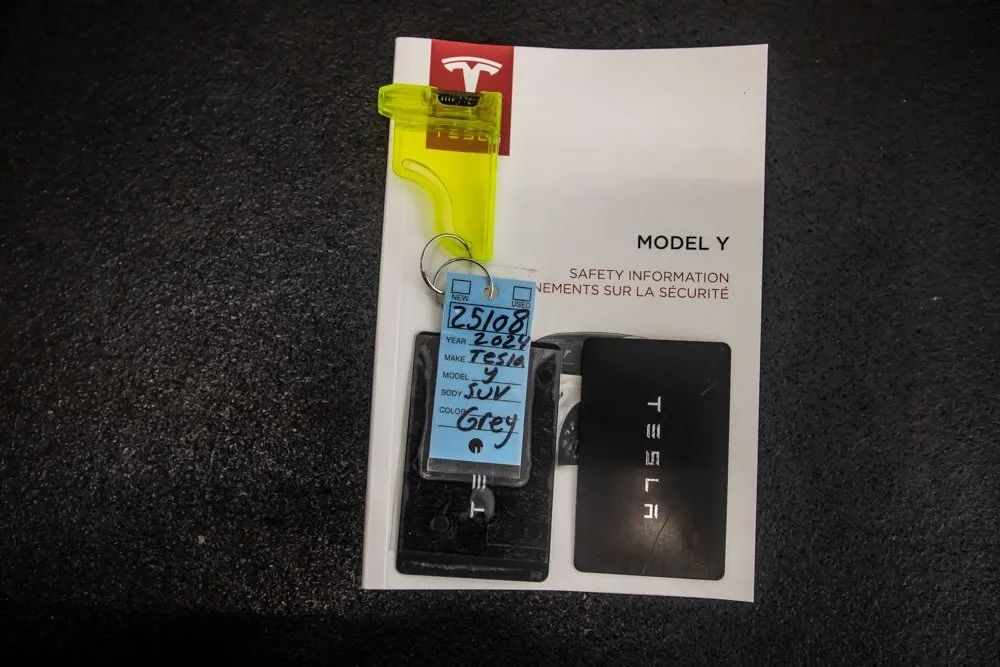 TESLA
MODEL Y
SAFETY INFORMATION
NEMENTS SUR LA SÉCURITÉ
NEW
USED
25108
YEAR 2024
MAKE Tesla
MODEL y
BODY SUV
COLOR Grey
TESLA